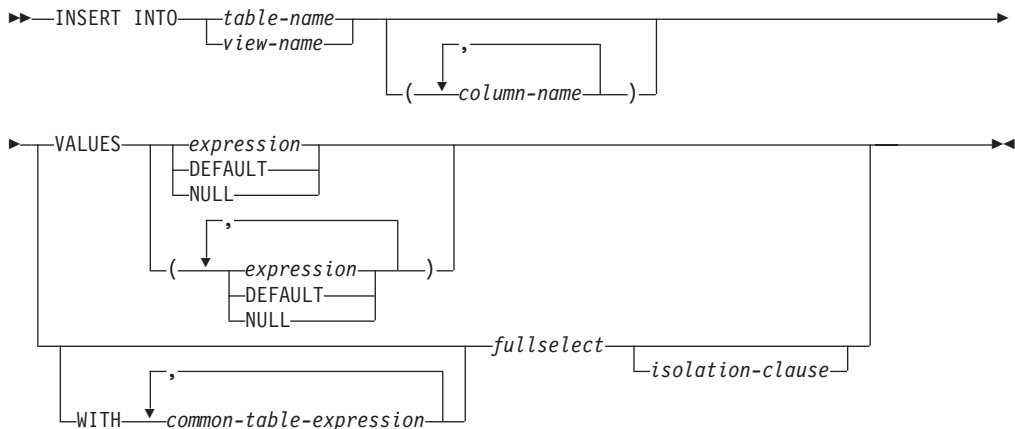 INSERT INTO table-name
view-name
,
( column-name )
VALUES expression
DEFAULT
NULL
,
( expression )
DEFAULT
NULL
fullselect
isolation-clause
,
WITH common-table-expression